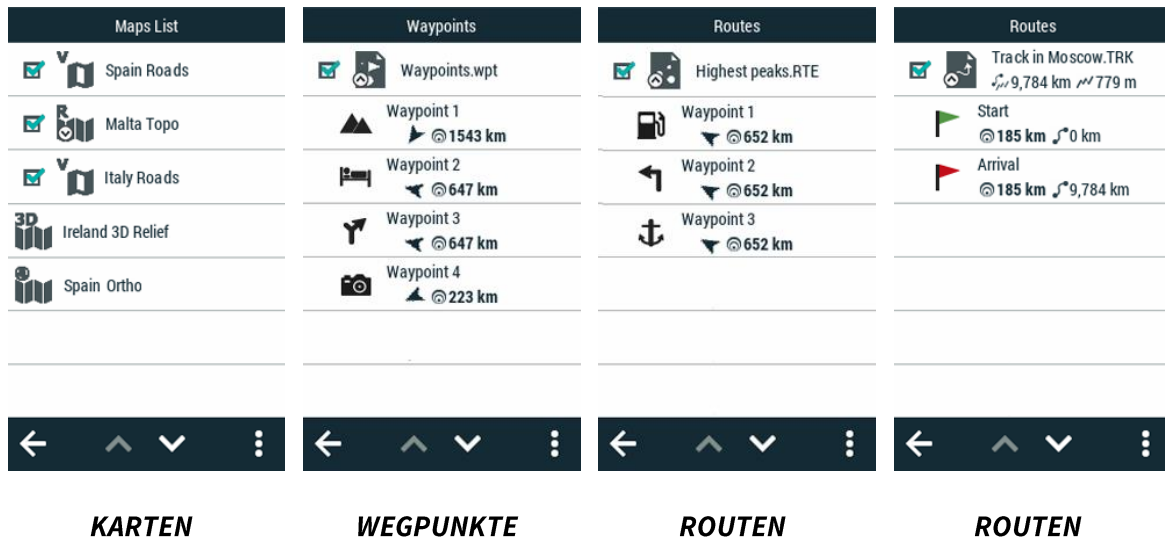 Maps List
V
Spain Roads
R
Malta Topo
V
Italy Roads
3D
Ireland 3D Relief
Spain Ortho
Waypoints
Waypoints.wpt
Waypoint 1
1543 km
Waypoint 2
647 km
Waypoint 3
647 km
Waypoint 4
223 km
Routes
Highest peaks.RTE
Waypoint 1
652 km
Waypoint 2
652 km
Waypoint 3
652 km
Routes
Track in Moscow.TRK
9,784 km 779 m
Start
185 km 0 km
Arrival
185 km 9,784 km
KARTEN
WEGPUNKTE
ROUTEN
ROUTEN